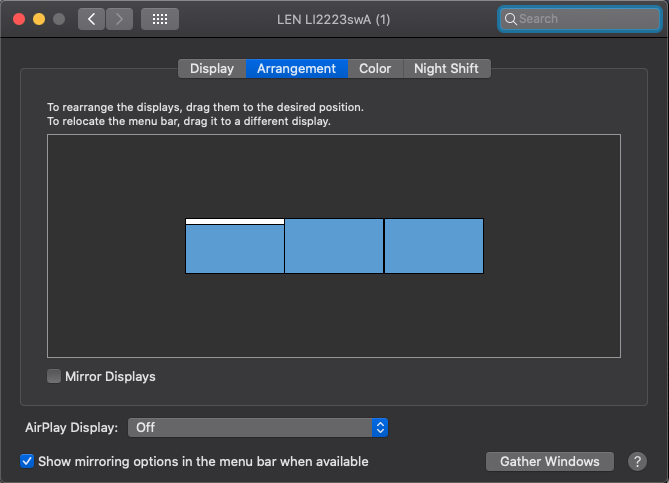 LEN LI2223swA (1)
Search
Display
Arrangement
Color
Night Shift
To rearrange the displays, drag them to the desired position.
To relocate the menu bar, drag it to a different display.
Mirror Displays
AirPlay Display:
Off
Show mirroring options in the menu bar when available
Gather Windows
?